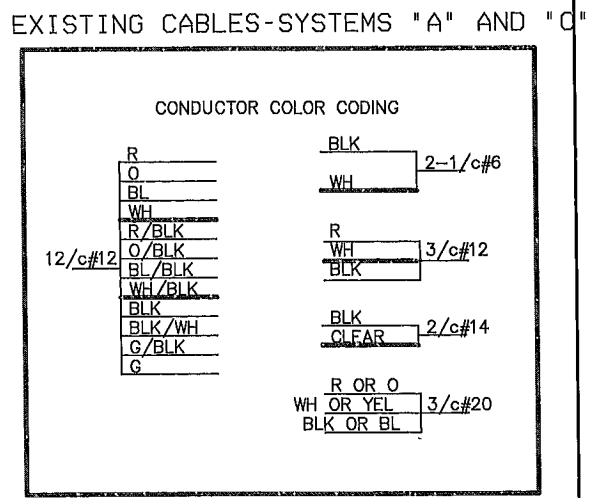 EXISTING CABLES-SYSTEMS "A" AND "C"
CONDUCTOR COLOR CODING
R
O
BL
WH
R/BLK
O/BLK
12/c#12
BL/BLK
WH/BLK
BLK
BLK/WH
G/BLK
G
BLK
2-1/c#6
WH
R
WH
3/c#12
BLK
BLK
2/c#14
CLEAR
R OR O
WH OR YEL
3/c#20
BLK OR BL